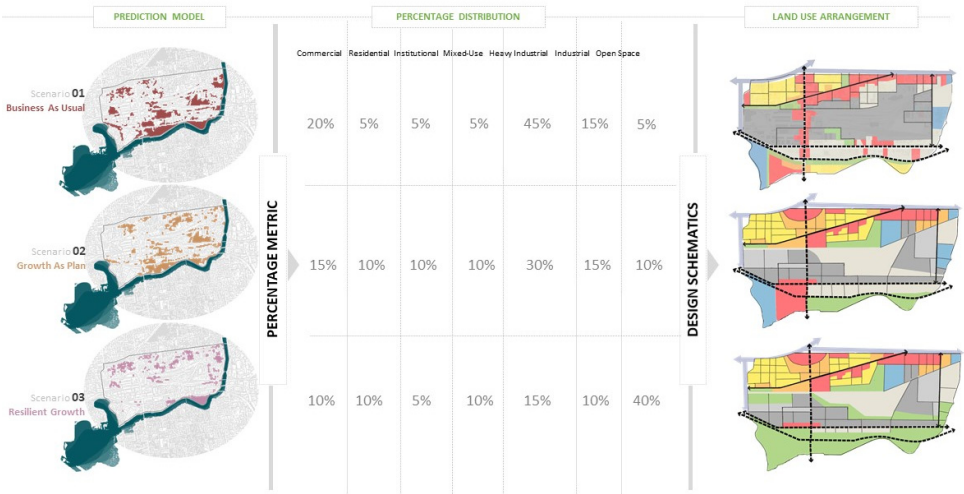 PREDICTION MODEL
PERCENTAGE DISTRIBUTION
LAND USE ARRANGEMENT
Commercial Residential Institutional Mixed-Use Heavy Industrial Industrial Open Space
Scenario 01
Business As Usual
20% 5% 5% 5% 45% 15% 5%
PERCENTAGE METRIC
DESIGN SCHEMATICS
Scenario 02
Growth As Plan
15% 10% 10% 10% 30% 15% 10%
Scenario 03
Resilient Growth
10% 10% 5% 10% 15% 10% 40%